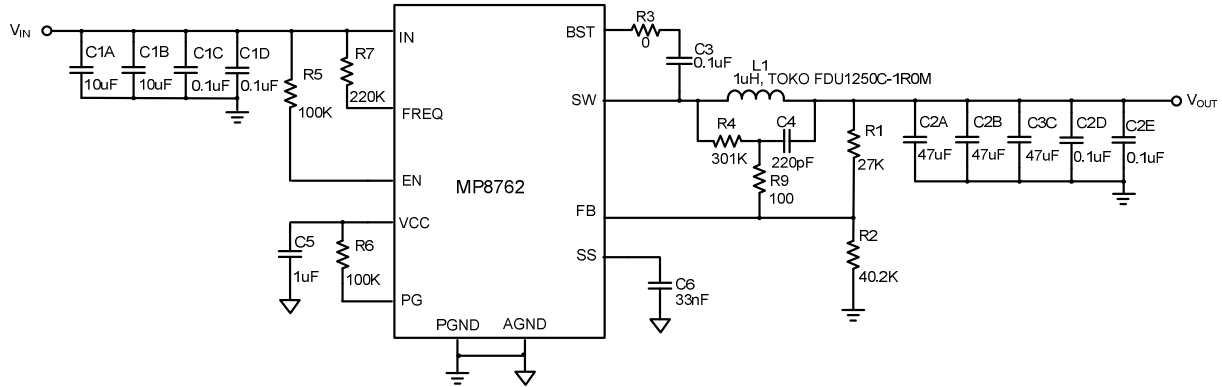 VIN
C1A
10uF
C1B
10uF
C1C
0.1uF
C1D
0.1uF
R5
100K
R7
220K
IN
FREQ
EN
VCC
PG
C5
1uF
R6
100K
MP8762
PGND
AGND
BST
SW
FB
SS
R3
0
C3
0.1uF
L1
1uH, TOKO FDU1250C-1R0M
R4
301K
C4
220pF
R9
100
R1
27K
R2
40.2K
C6
33nF
C2A
47uF
C2B
47uF
C3C
47uF
C2D
0.1uF
C2E
0.1uF
VOUT